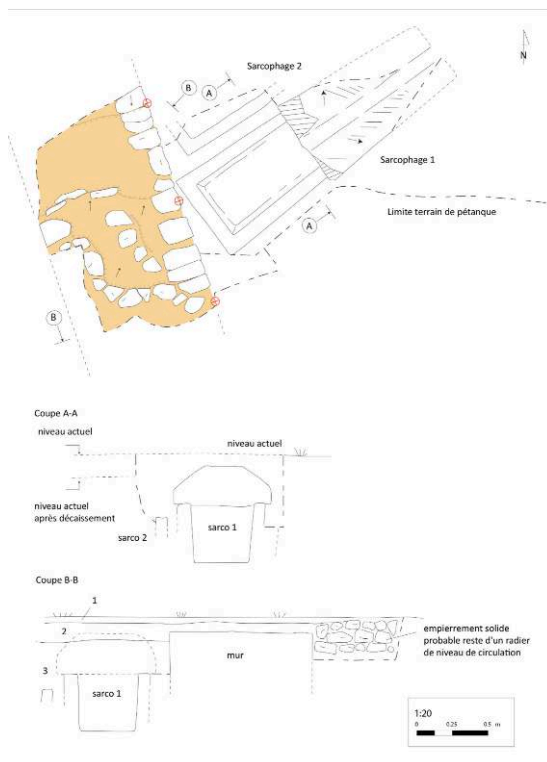 N
B
A
Sarcophage 2
Sarcophage 1
A
Limite terrain de pétanque
B
Coupe A-A
niveau actuel
niveau actuel
niveau actuel
après décaissement
sarco 1
sarco 2
Coupe B-B
1
2
3
sarco 1
mur
empierrement solide
probable reste d'un radier
de niveau de circulation
1:20
0 0.25 0.5 m